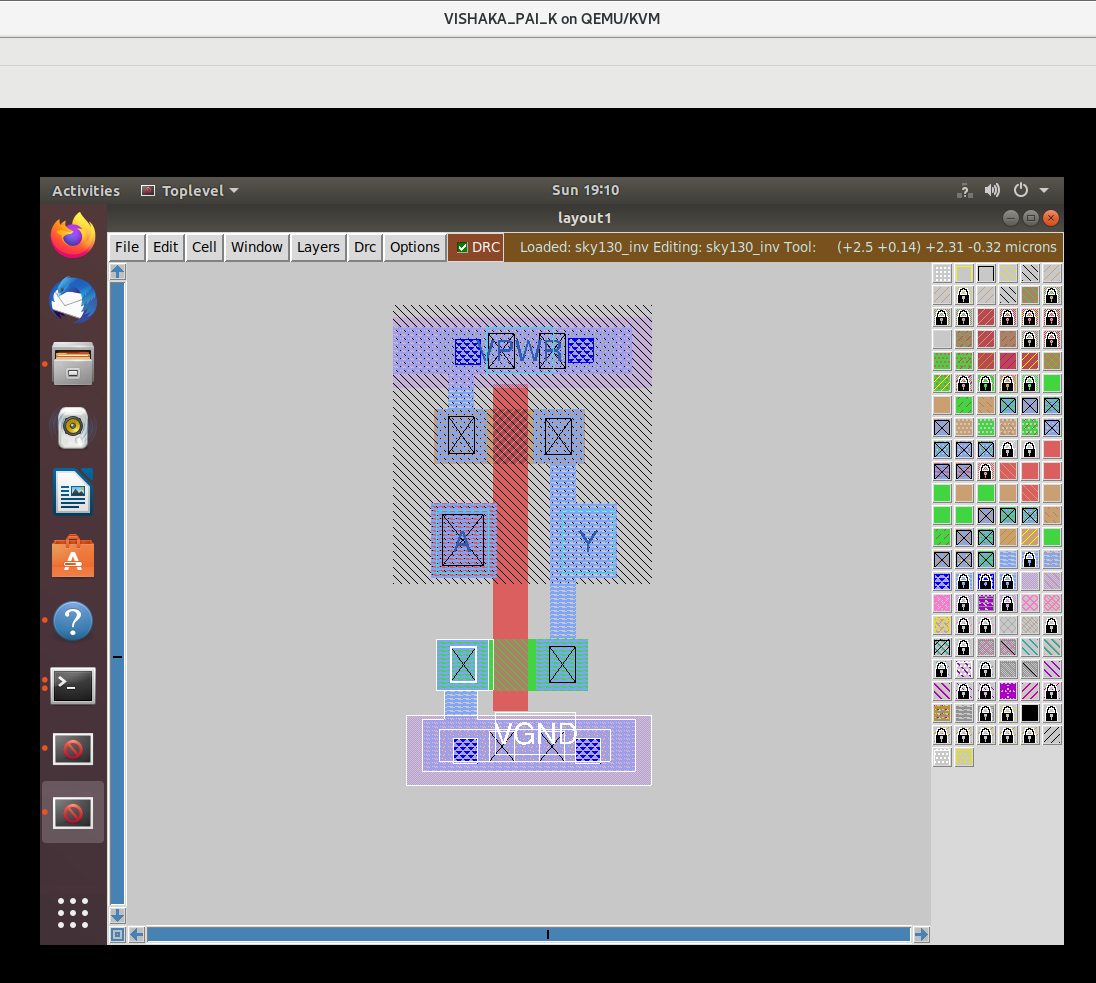 VISHAKA_PAI_K on QEMU/KVM
Activities Toplevel Sun 19:10
layout1
File Edit Cell Window Layers Drc Options DRC Loaded: sky130_inv Editing: sky130_inv Tool: (+2.5 +0.14) +2.31 -0.32 microns
VPWR
A Y
VGND